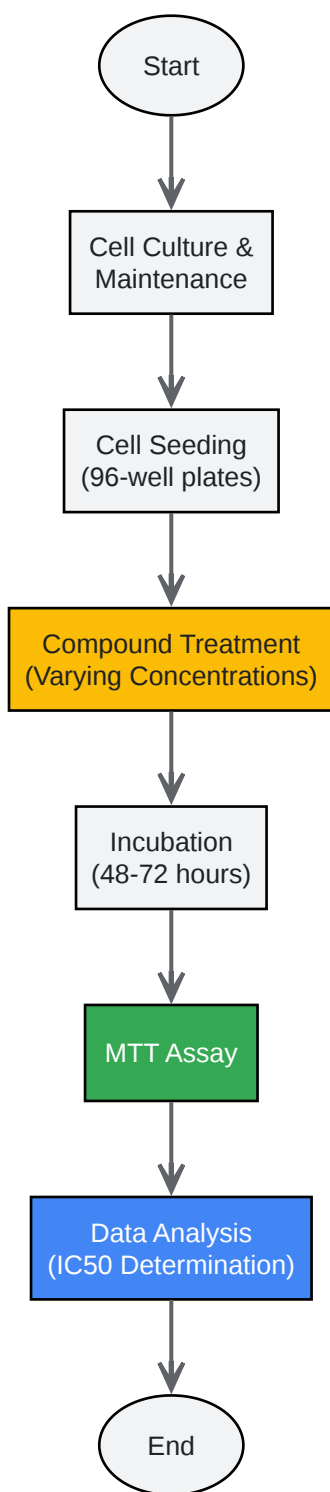 Start
Cell Culture &
Maintenance
Cell Seeding
(96-well plates)
Compound Treatment
(Varying Concentrations)
Incubation
(48-72 hours)
MTT Assay
Data Analysis
(IC50 Determination)
End